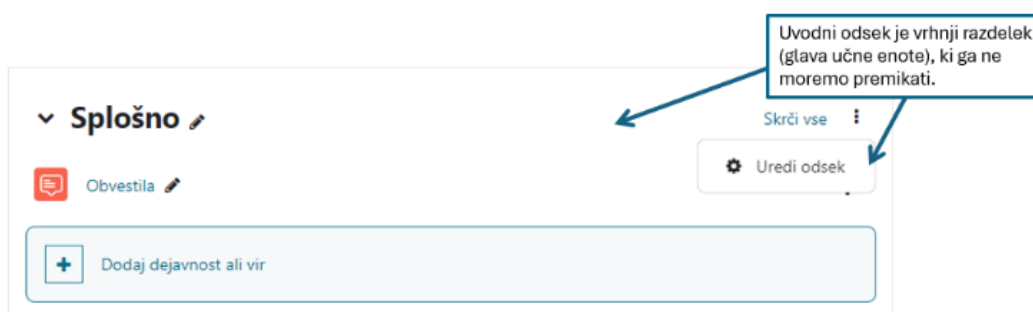 Uvodni odsek je vrhnji razdelek
(glava učne enote), ki ga ne
moremo premikati.
Splošno
Skrči vse
Uredi odsek
Obvestila
Dodaj dejavnost ali vir